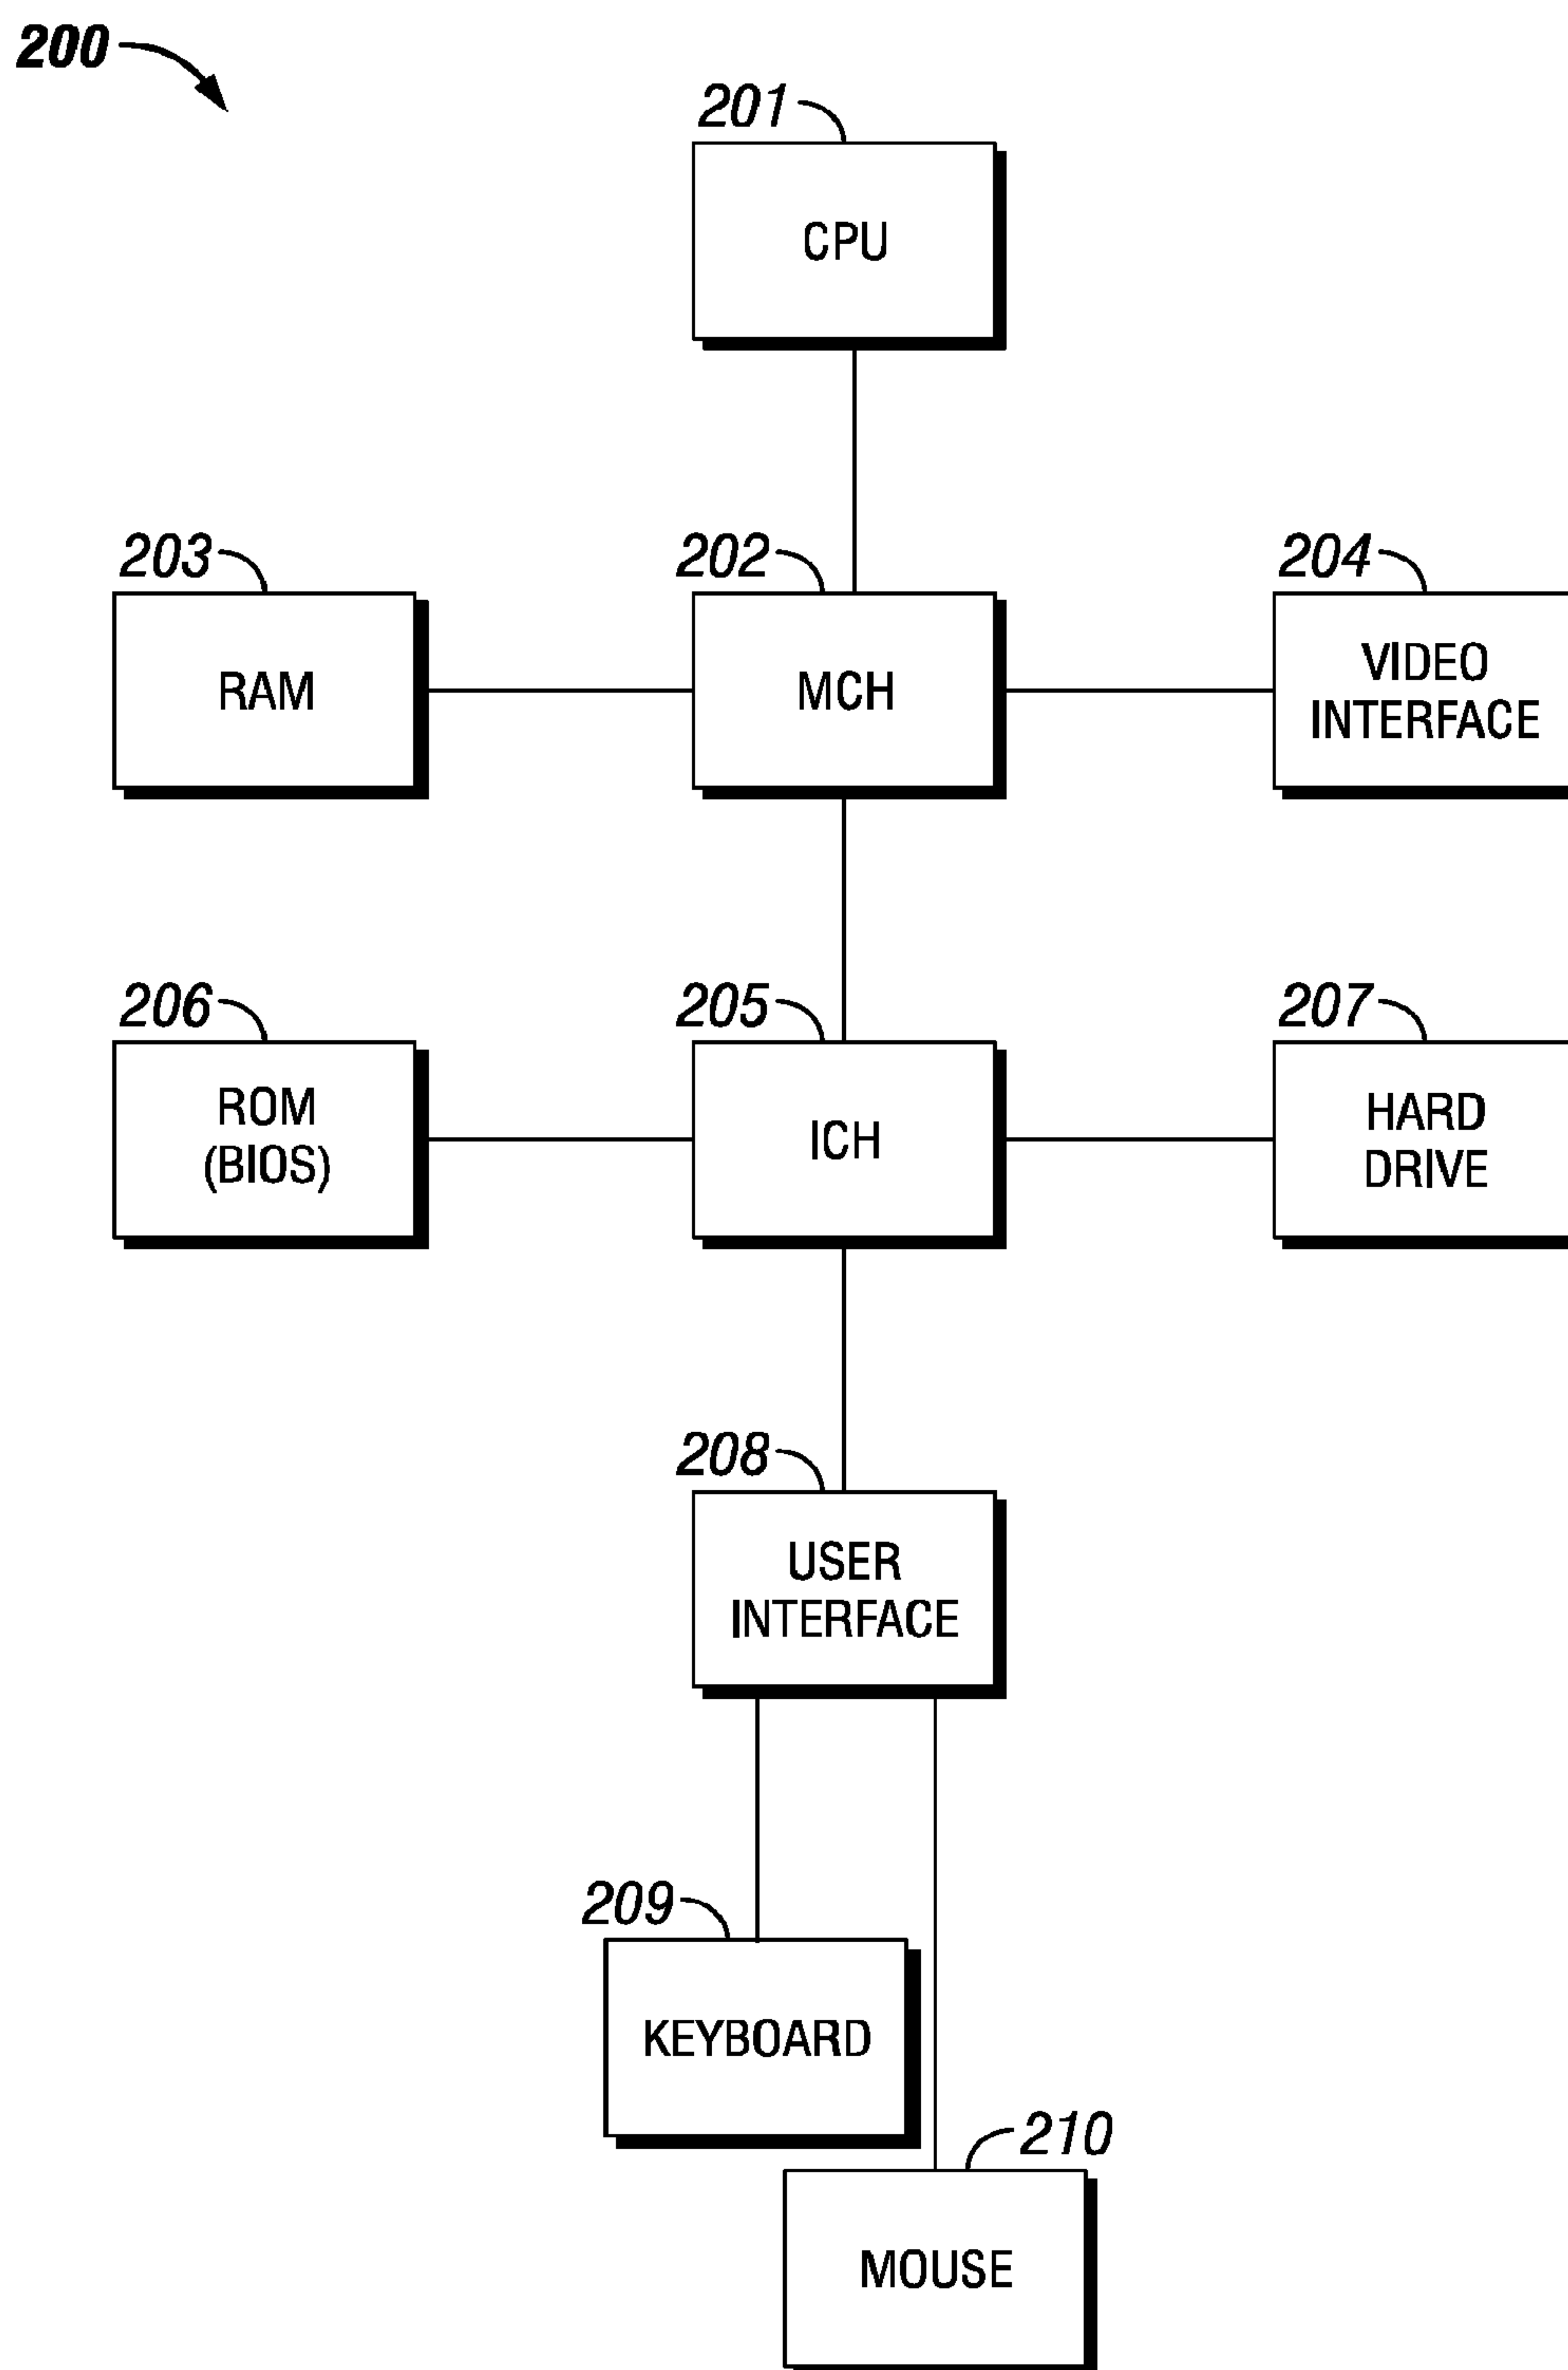 200
201
CPU
203
202
204
RAM
MCH
VIDEO
INTERFACE
206
205
207
ROM
(BIOS)
ICH
HARD
DRIVE
208
USER
INTERFACE
209
KEYBOARD
210
MOUSE